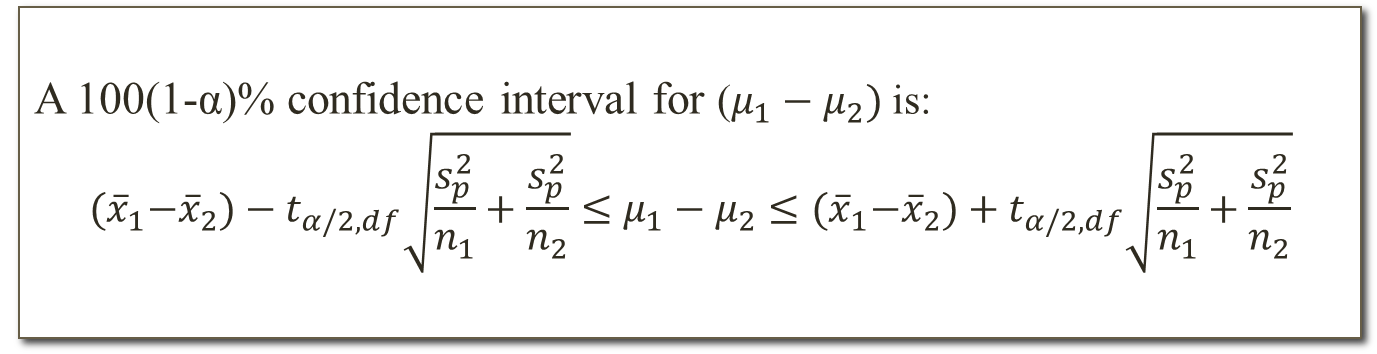 A 100(1-α)% confidence interval for (μ₁ − μ₂) is:
(x̄₁−x̄₂) − t_{α/2,df} √(s_p²/n₁ + s_p²/n₂) ≤ μ₁ − μ₂ ≤ (x̄₁−x̄₂) + t_{α/2,df} √(s_p²/n₁ + s_p²/n₂)